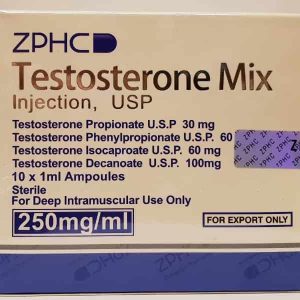 ZPHC
Testosterone Mix
Injection, USP
Testosterone Propionate U.S.P 30 mg
Testosterone Phenylpropionate U.S.P. 60
Testosterone Isocaproate U.S.P. 60 mg
Testosterone Decanoate U.S.P. 100mg
10 x 1ml Ampoules
Sterile
For Deep Intramuscular Use Only
250mg/ml
FOR EXPORT ONLY